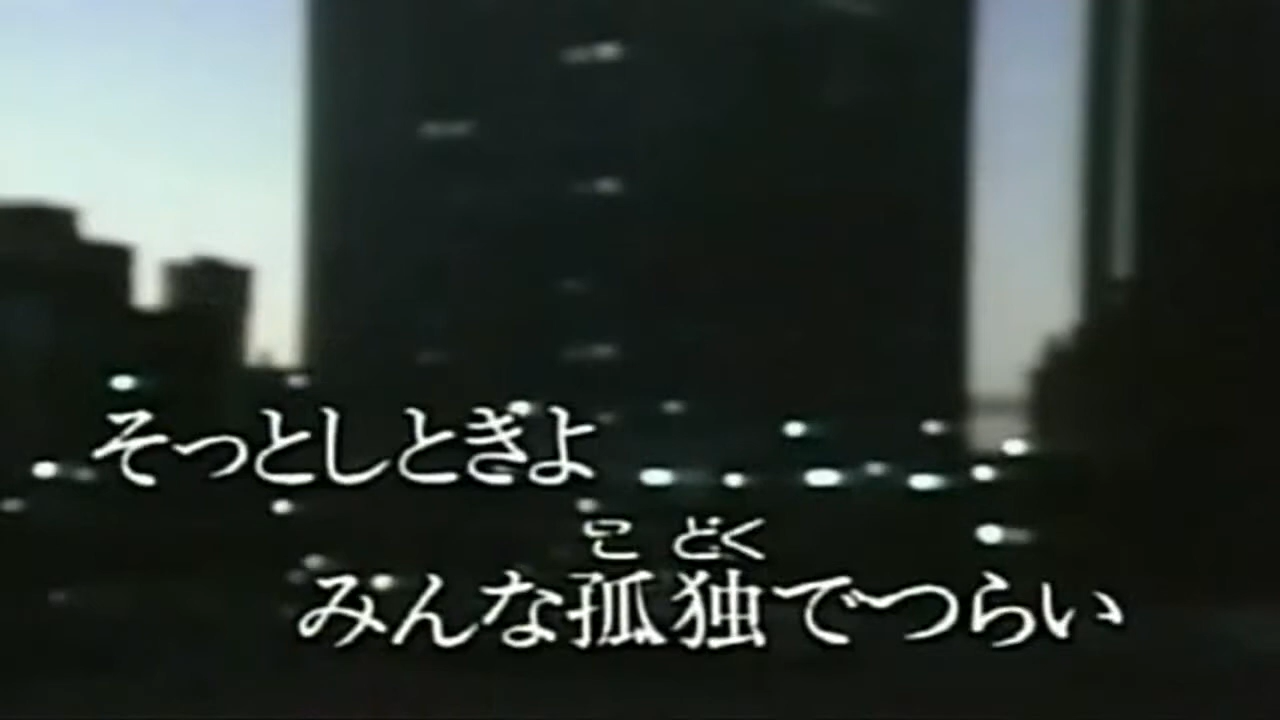 そっとしときよ
こどく
みんな孤独でつらい